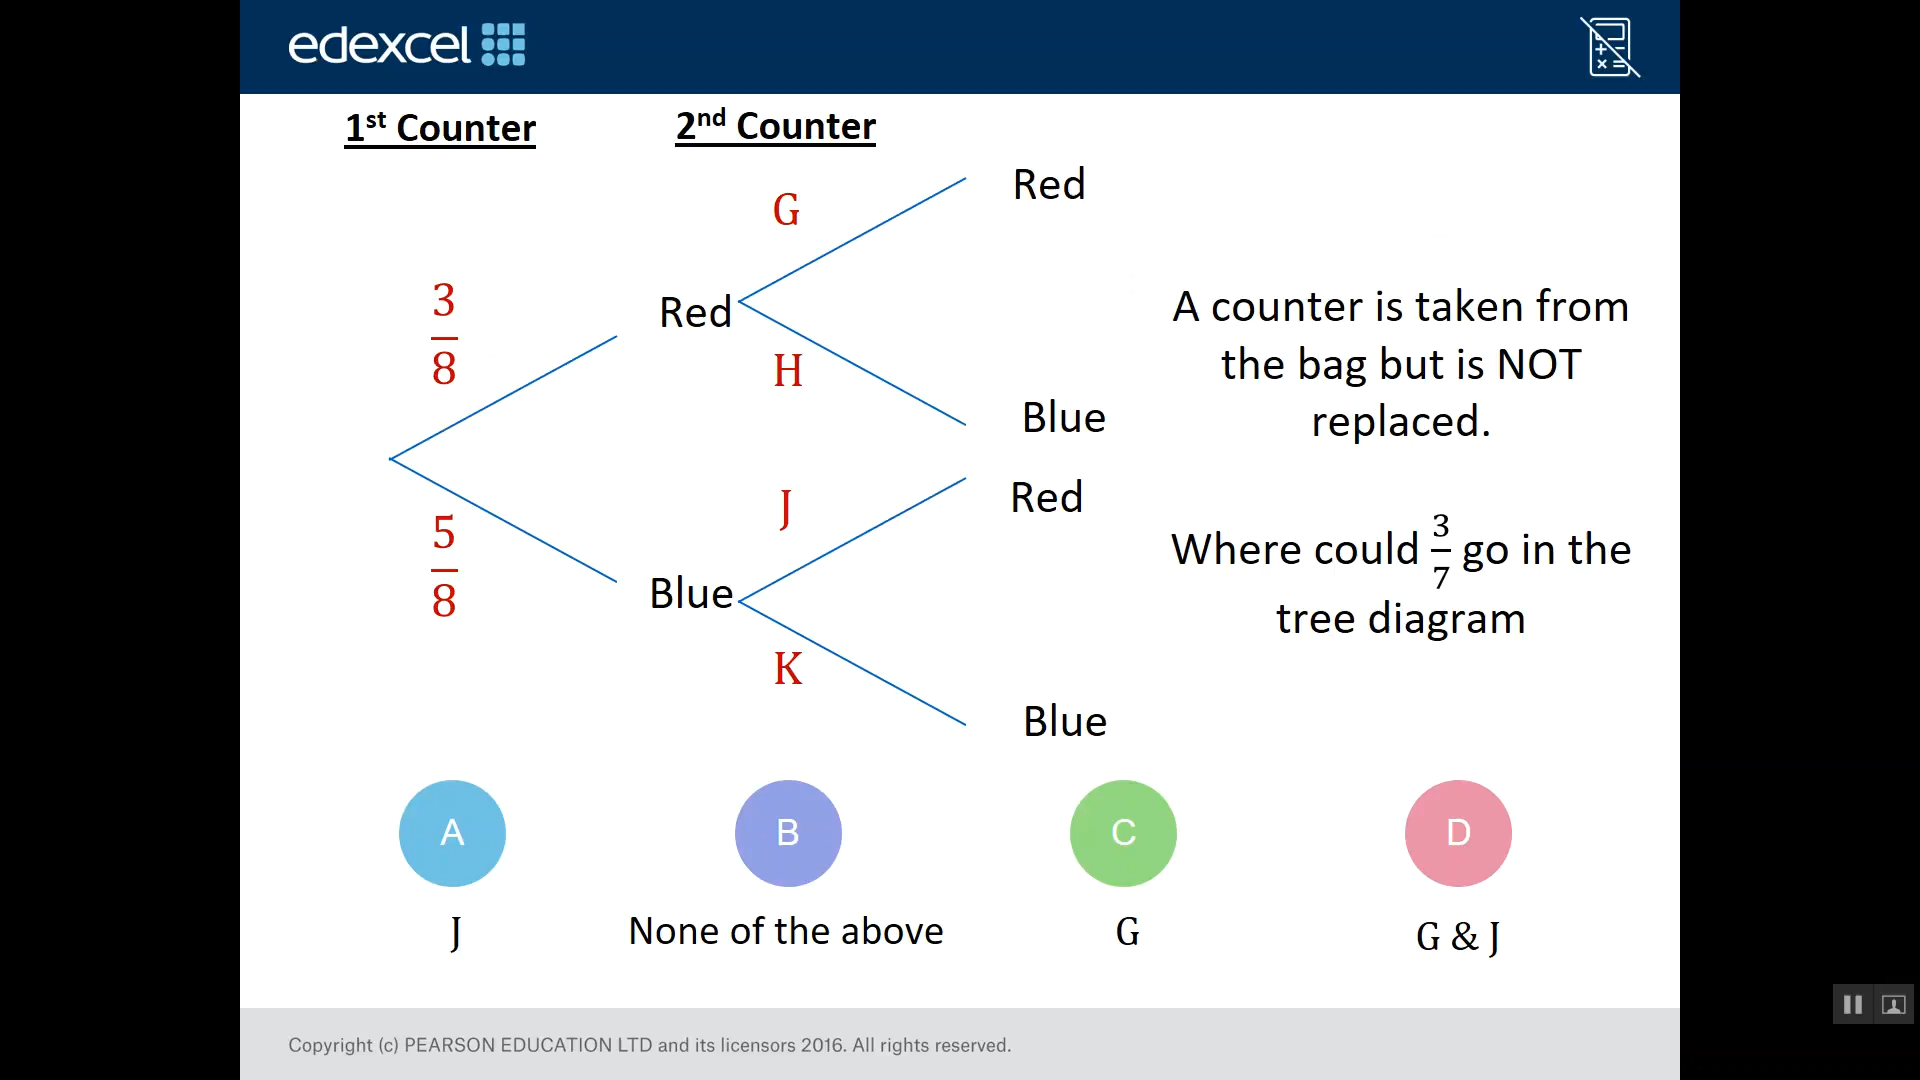 edexcel
1st Counter
2nd Counter
G
Red
3
8
Red
H
Blue
A counter is taken from
the bag but is NOT
replaced.
5
8
Blue
J
Red
K
Blue
Where could 3/7 go in the
tree diagram
A
B
C
D
J
None of the above
G
G & J
Copyright (c) PEARSON EDUCATION LTD and its licensors 2016. All rights reserved.